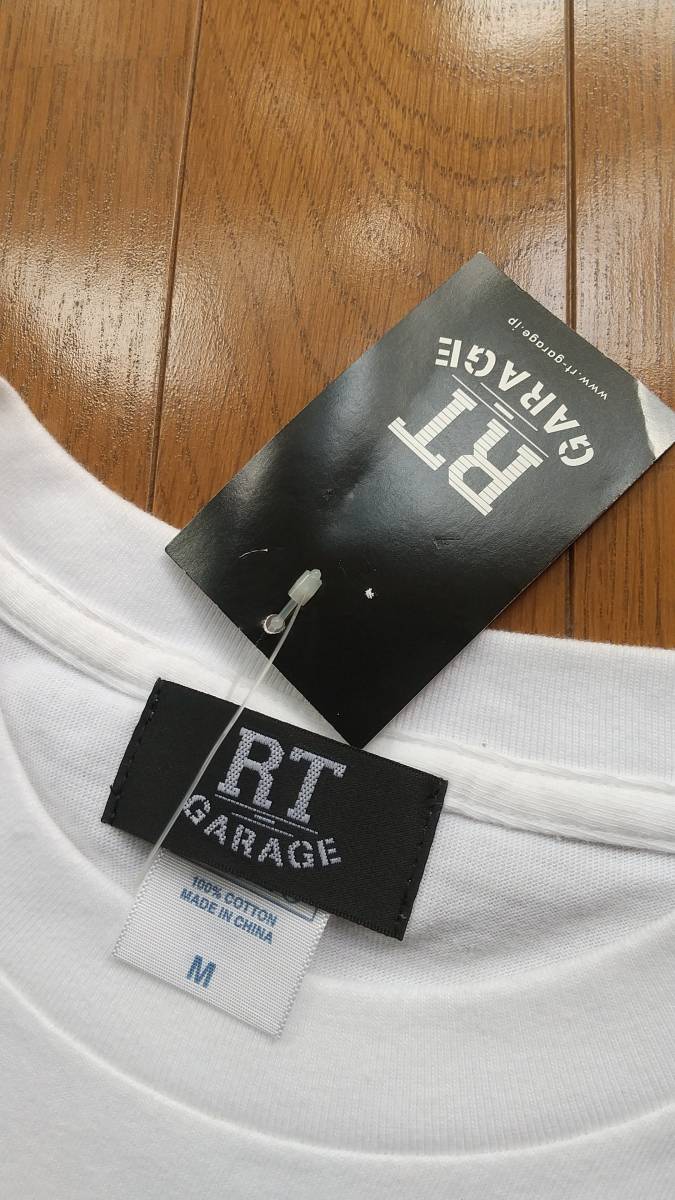 www.rt-garage.jp
RT
GARAGE
RT
GARAGE
100% COTTON
MADE IN CHINA
M